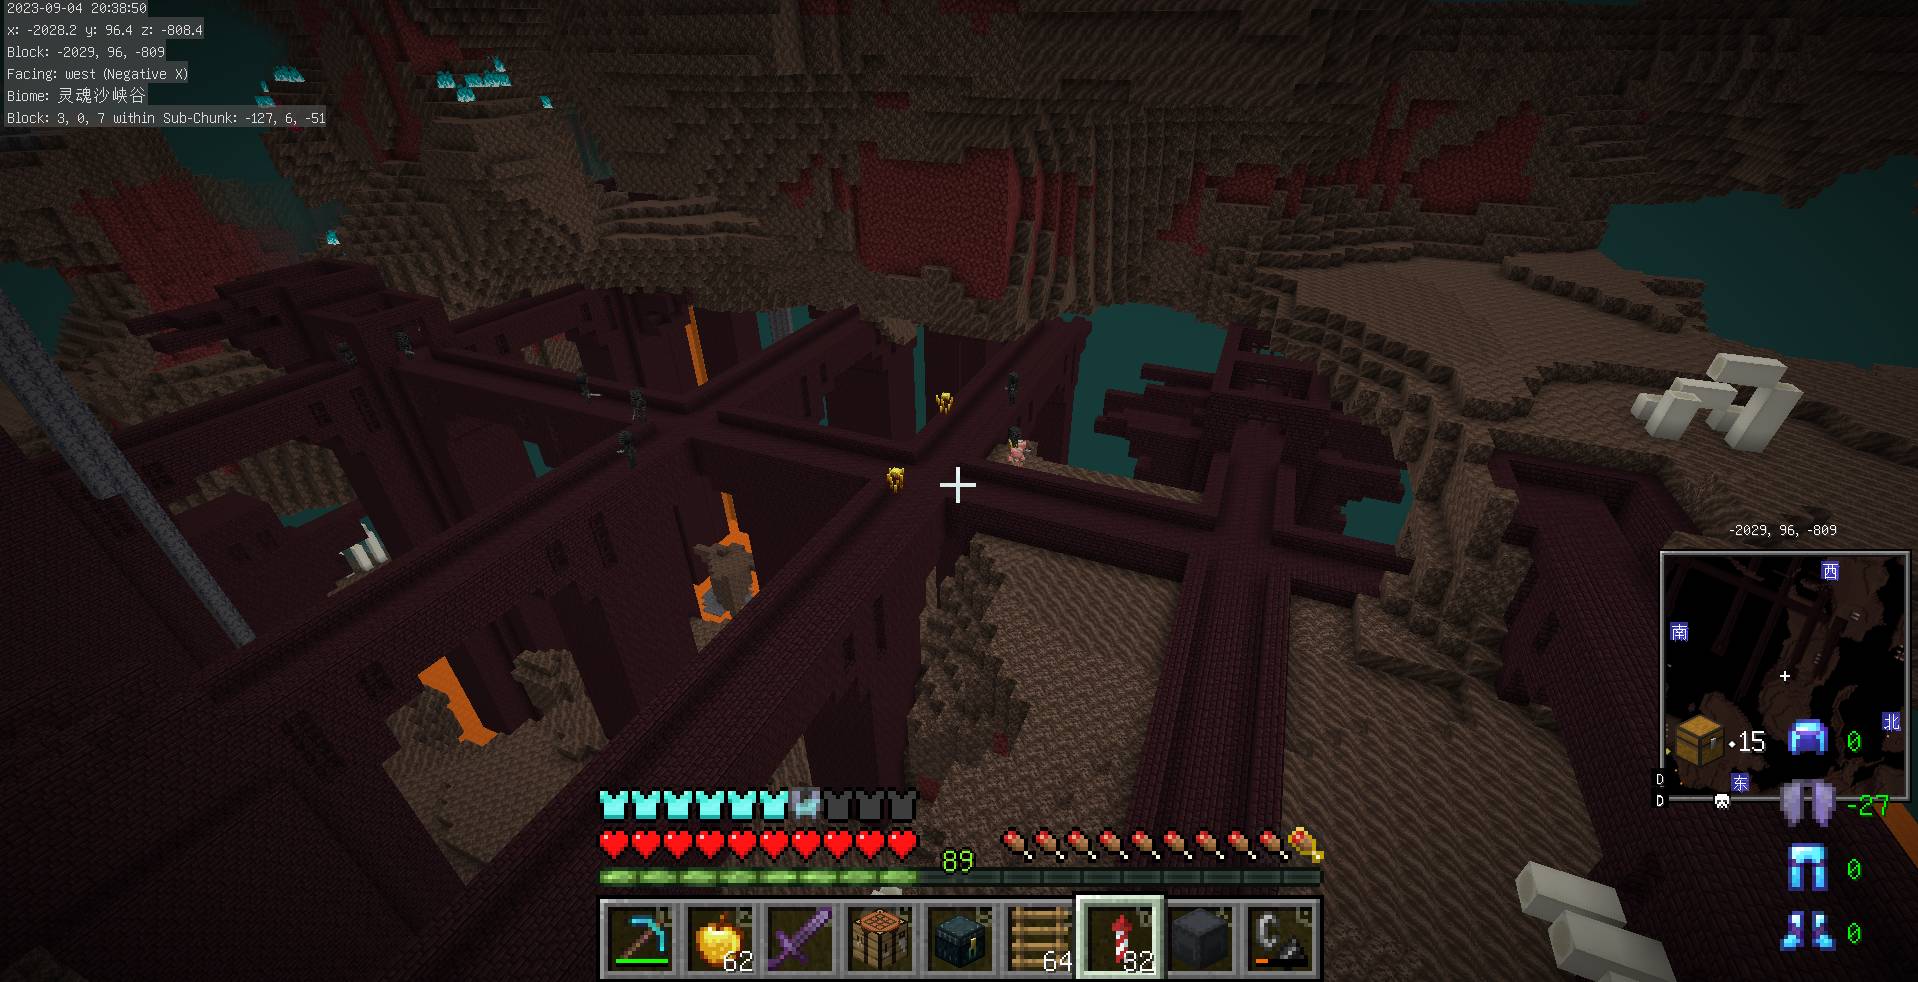 2023-09-04 20:38:50
x: -2028.2 y: 96.4 z: -808.4
Block: -2029, 96, -809
Facing: west (Negative X)
Biome: 灵魂沙峡谷
Block: 3, 0, 7 within Sub-Chunk: -127, 6, -51
-2029, 96, -809
西
南
北
15
0
东
D
D
-27
0
0
89
62
64
32